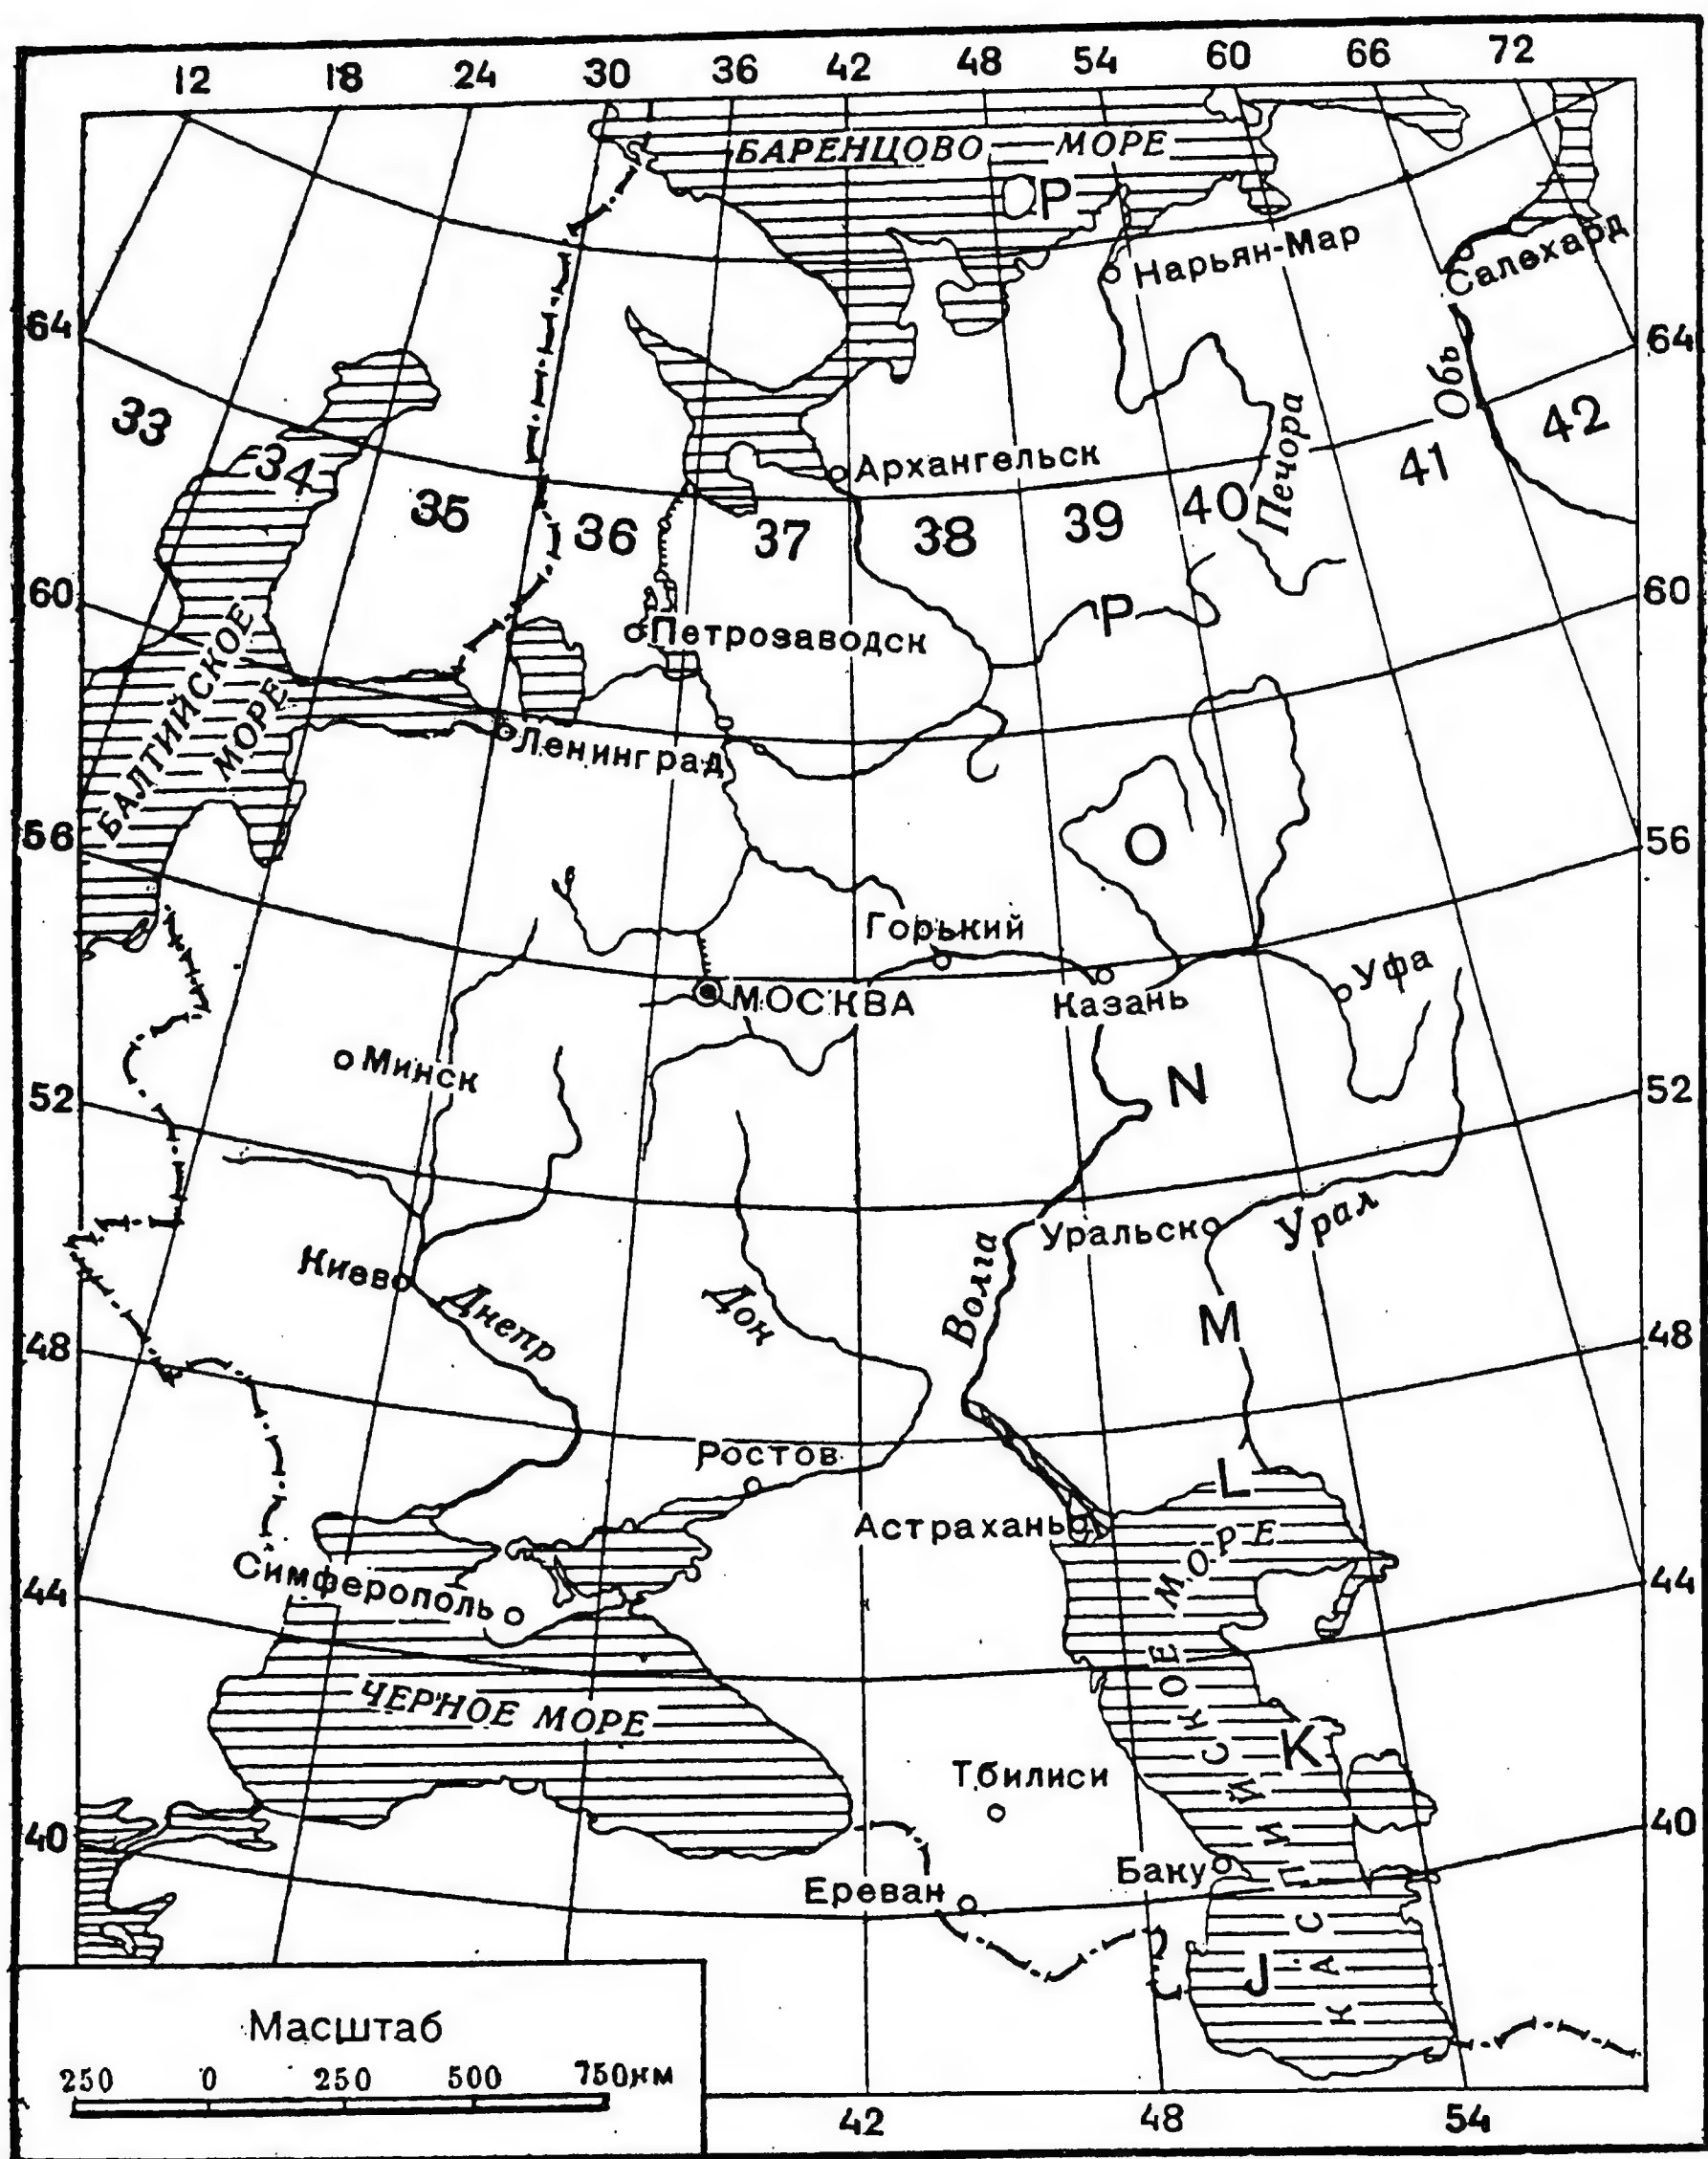 12 18 24 30 36 42 48 54 60 66 72
БАРЕНЦОВО МОРЕ
P
Нарьян-Мар
Салехард
64 64
Обь
33
34
35
36
37
38
39
40
41
42
Печора
Архангельск
60 60
P
Петрозаводск
БАЛТИЙСКОЕ
МОРЕ
Ленинград
56 56
O
Горький
Уфа
МОСКВА
Казань
Минск
52 52
N
Уральск
Урал
Волга
Киев
Днепр
Дон
M
48 48
Ростов
L
Астрахань
КАСПИЙСКОЕ МОРЕ
Симферополь
44 44
ЧЕРНОЕ МОРЕ
K
Тбилиси
40 40
Баку
Ереван
J
Масштаб
250 0 250 500 750км
42 48 54